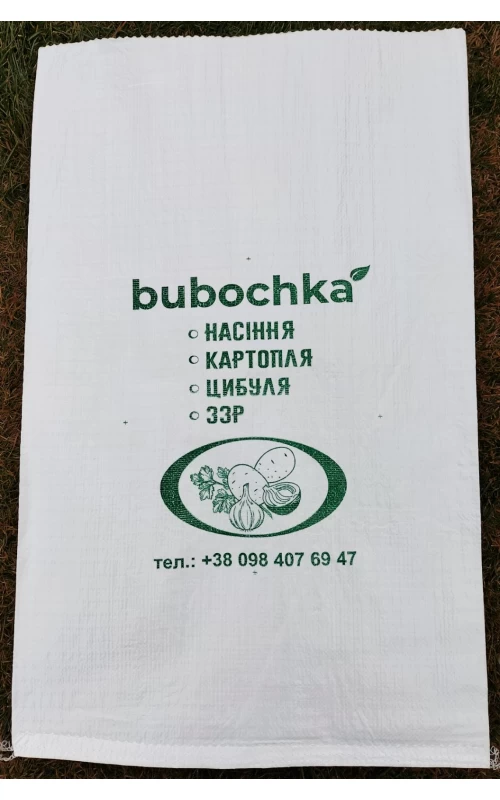 bubochka
НАСІННЯ
КАРТОПЛЯ
ЦИБУЛЯ
ЗЗР
тел.: +38 098 407 69 47